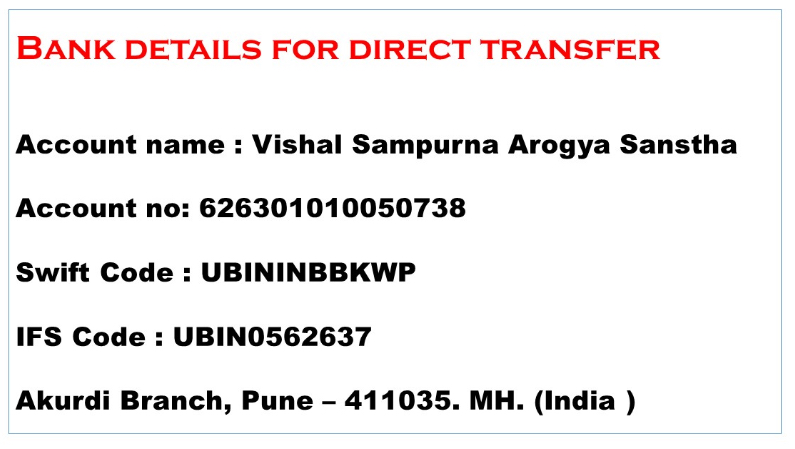 Bank details for direct transfer
Account name : Vishal Sampurna Arogya Sanstha
Account no: 626301010050738
Swift Code : UBININBBKWP
IFS Code : UBIN0562637
Akurdi Branch, Pune – 411035. MH. (India )